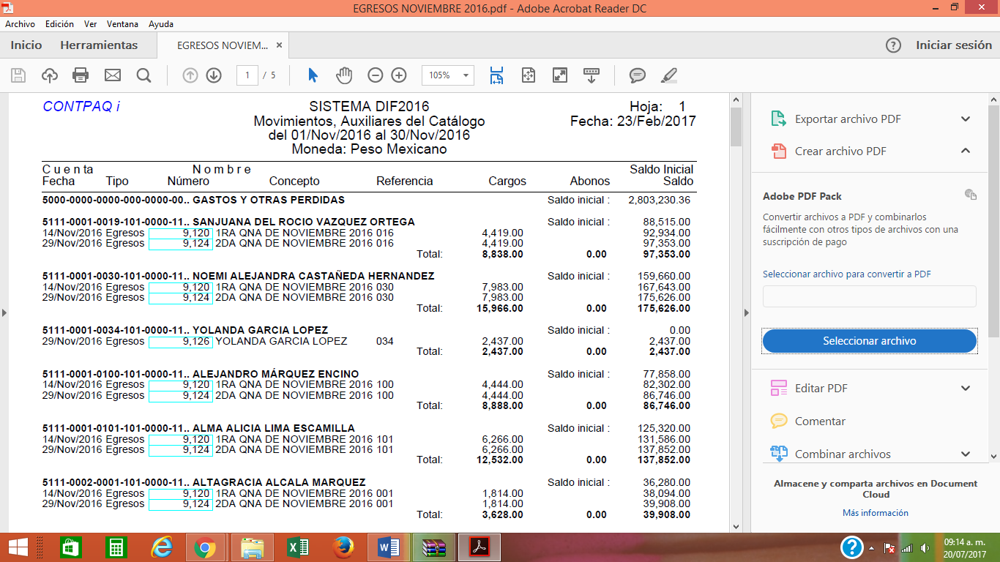 EGRESOS NOVIEMBRE 2016.pdf - Adobe Acrobat Reader DC
Archivo Edición Ver Ventana Ayuda
Inicio Herramientas EGRESOS NOVIEM... × ? Iniciar sesión
1 / 5 105%
CONTPAQ i SISTEMA DIF2016 Hoja: 1
Movimientos, Auxiliares del Catálogo Fecha: 23/Feb/2017
del 01/Nov/2016 al 30/Nov/2016
Moneda: Peso Mexicano
C u e n t a N o m b r e Saldo Inicial
Fecha Tipo Número Concepto Referencia Cargos Abonos Saldo
5000-0000-0000-000-0000-00.. GASTOS Y OTRAS PERDIDAS Saldo inicial : 2,803,230.36
5111-0001-0019-101-0000-11.. SANJUANA DEL ROCIO VAZQUEZ ORTEGA Saldo inicial : 88,515.00
14/Nov/2016 Egresos 9,120 1RA QNA DE NOVIEMBRE 2016 016 4,419.00 92,934.00
29/Nov/2016 Egresos 9,124 2DA QNA DE NOVIEMBRE 2016 016 4,419.00 97,353.00
Total: 8,838.00 0.00 97,353.00
5111-0001-0030-101-0000-11.. NOEMI ALEJANDRA CASTAÑEDA HERNANDEZ Saldo inicial : 159,660.00
14/Nov/2016 Egresos 9,120 1RA QNA DE NOVIEMBRE 2016 030 7,983.00 167,643.00
29/Nov/2016 Egresos 9,124 2DA QNA DE NOVIEMBRE 2016 030 7,983.00 175,626.00
Total: 15,966.00 0.00 175,626.00
5111-0001-0034-101-0000-11.. YOLANDA GARCIA LOPEZ Saldo inicial : 0.00
29/Nov/2016 Egresos 9,126 YOLANDA GARCIA LOPEZ 034 2,437.00 2,437.00
Total: 2,437.00 0.00 2,437.00
5111-0001-0100-101-0000-11.. ALEJANDRO MÁRQUEZ ENCINO Saldo inicial : 77,858.00
14/Nov/2016 Egresos 9,120 1RA QNA DE NOVIEMBRE 2016 100 4,444.00 82,302.00
29/Nov/2016 Egresos 9,124 2DA QNA DE NOVIEMBRE 2016 100 4,444.00 86,746.00
Total: 8,888.00 0.00 86,746.00
5111-0001-0101-101-0000-11.. ALMA ALICIA LIMA ESCAMILLA Saldo inicial : 125,320.00
14/Nov/2016 Egresos 9,120 1RA QNA DE NOVIEMBRE 2016 101 6,266.00 131,586.00
29/Nov/2016 Egresos 9,124 2DA QNA DE NOVIEMBRE 2016 101 6,266.00 137,852.00
Total: 12,532.00 0.00 137,852.00
5111-0002-0001-101-0000-11.. ALTAGRACIA ALCALA MARQUEZ Saldo inicial : 36,280.00
14/Nov/2016 Egresos 9,120 1RA QNA DE NOVIEMBRE 2016 001 1,814.00 38,094.00
29/Nov/2016 Egresos 9,124 2DA QNA DE NOVIEMBRE 2016 001 1,814.00 39,908.00
Total: 3,628.00 0.00 39,908.00
Exportar archivo PDF
Crear archivo PDF
Adobe PDF Pack
Convertir archivos a PDF y combinarlos
fácilmente con otros tipos de archivos con una
suscripción de pago
Seleccionar archivo para convertir a PDF
Seleccionar archivo
Editar PDF
Comentar
Combinar archivos
Almacene y comparta archivos en Document
Cloud
Más información
09:14 a. m.
20/07/2017